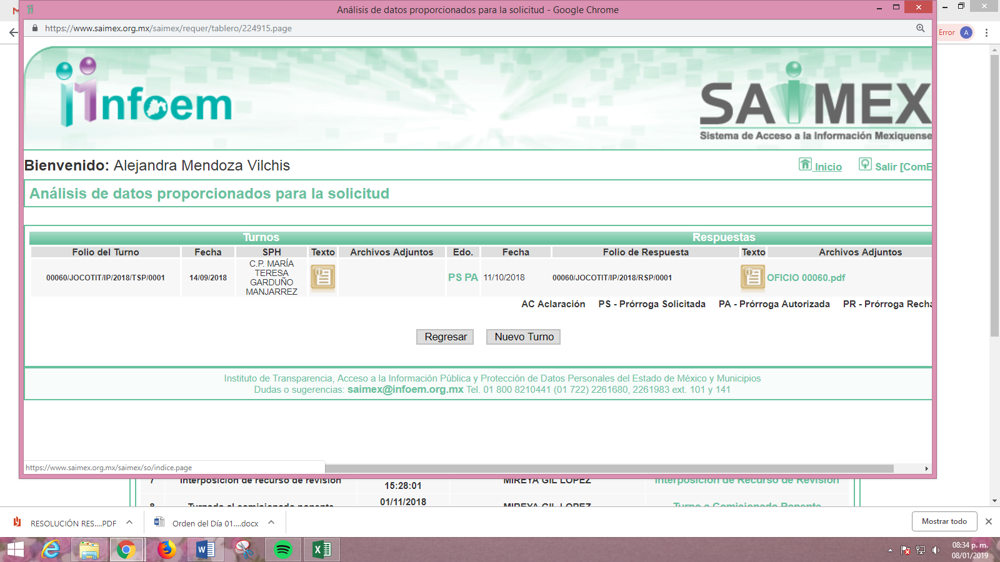 Análisis de datos proporcionados para la solicitud - Google Chrome
https://www.saimex.org.mx/saimex/requer/tablero/224915.page
Error A
infoem
SAIMEX
Sistema de Acceso a la Información Mexiquense
Bienvenido: Alejandra Mendoza Vilchis
Inicio Salir [ComE
Análisis de datos proporcionados para la solicitud
Turnos Respuestas
Folio del Turno Fecha SPH Texto Archivos Adjuntos Edo. Fecha Folio de Respuesta Texto Archivos Adjuntos
00060/JOCOTIT/IP/2018/TSP/0001 14/09/2018 C.P. MARÍA TERESA GARDUÑO MANJARREZ PS PA 11/10/2018 00060/JOCOTIT/IP/2018/RSP/0001 OFICIO 00060.pdf
AC Aclaración PS - Prórroga Solicitada PA - Prórroga Autorizada PR - Prórroga Recha
Regresar Nuevo Turno
Instituto de Transparencia, Acceso a la Información Pública y Protección de Datos Personales del Estado de México y Municipios
Dudas o sugerencias: saimex@infoem.org.mx Tel. 01 800 8210441 (01 722) 2261680, 2261983 ext. 101 y 141
https://www.saimex.org.mx/saimex/so/indice.page
7 Interposición de recurso de revisión 15:28:01 MIREYA GIL LOPEZ Interposición de Recurso de Revisión
8 Turnado al comisionado ponente 01/11/2018 MIREYA GIL LOPEZ Turno a Comisionado Ponente
RESOLUCIÓN RES....PDF Orden del Día 01....docx Mostrar todo
08:34 p. m.
08/01/2019